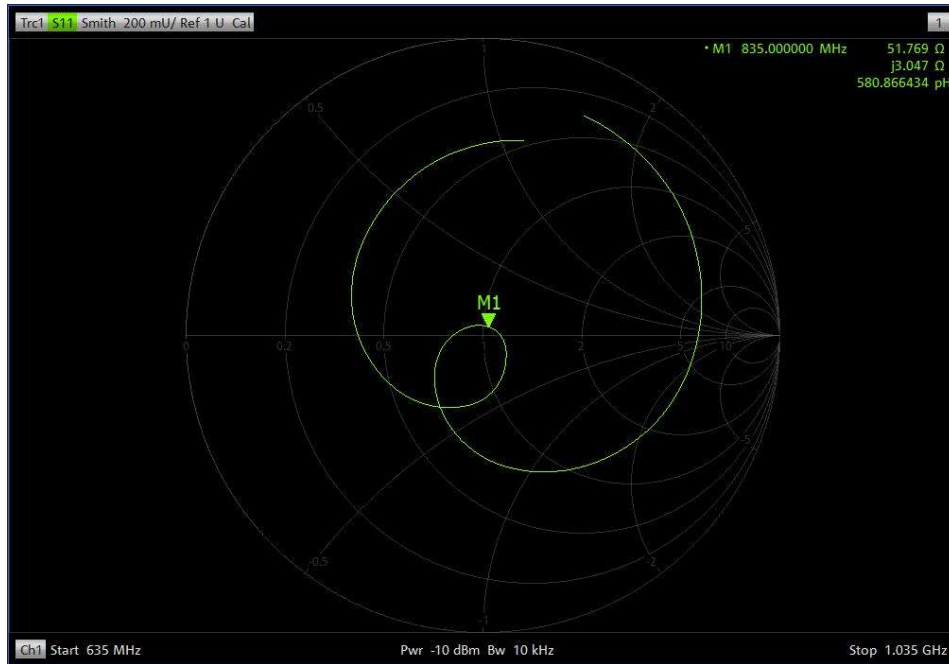 Trc1 S11 Smith 200 mU/ Ref 1 U Cal
1
• M1 835.000000 MHz 51.769 Ω
j3.047 Ω
580.866434 pH
1
0.5
2
5
M1
0 0.2 0.5 1 2 5 10
-5
-0.5
-2
-1
Ch1 Start 635 MHz Pwr -10 dBm Bw 10 kHz Stop 1.035 GHz